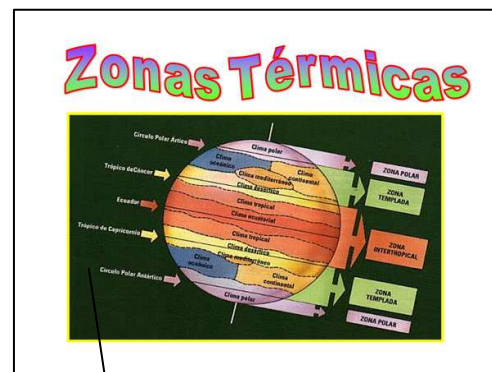 Zonas Térmicas
Círculo Polar Ártico
Trópico deCáncer
Ecuador
Trópico de Capricornio
Círculo Polar Antártico
Clima polar
Clima
oceánico
Clima
continental
Clima mediterráneo
Clima desértico
Clima tropical
Clima ecuatorial
Clima tropical
Clima desértico
Clima mediterráneo
Clima
oceánico
Clima
continental
Clima polar
ZONA POLAR
ZONA
TEMPLADA
ZONA
INTERTROPICAL
ZONA
TEMPLADA
ZONA POLAR